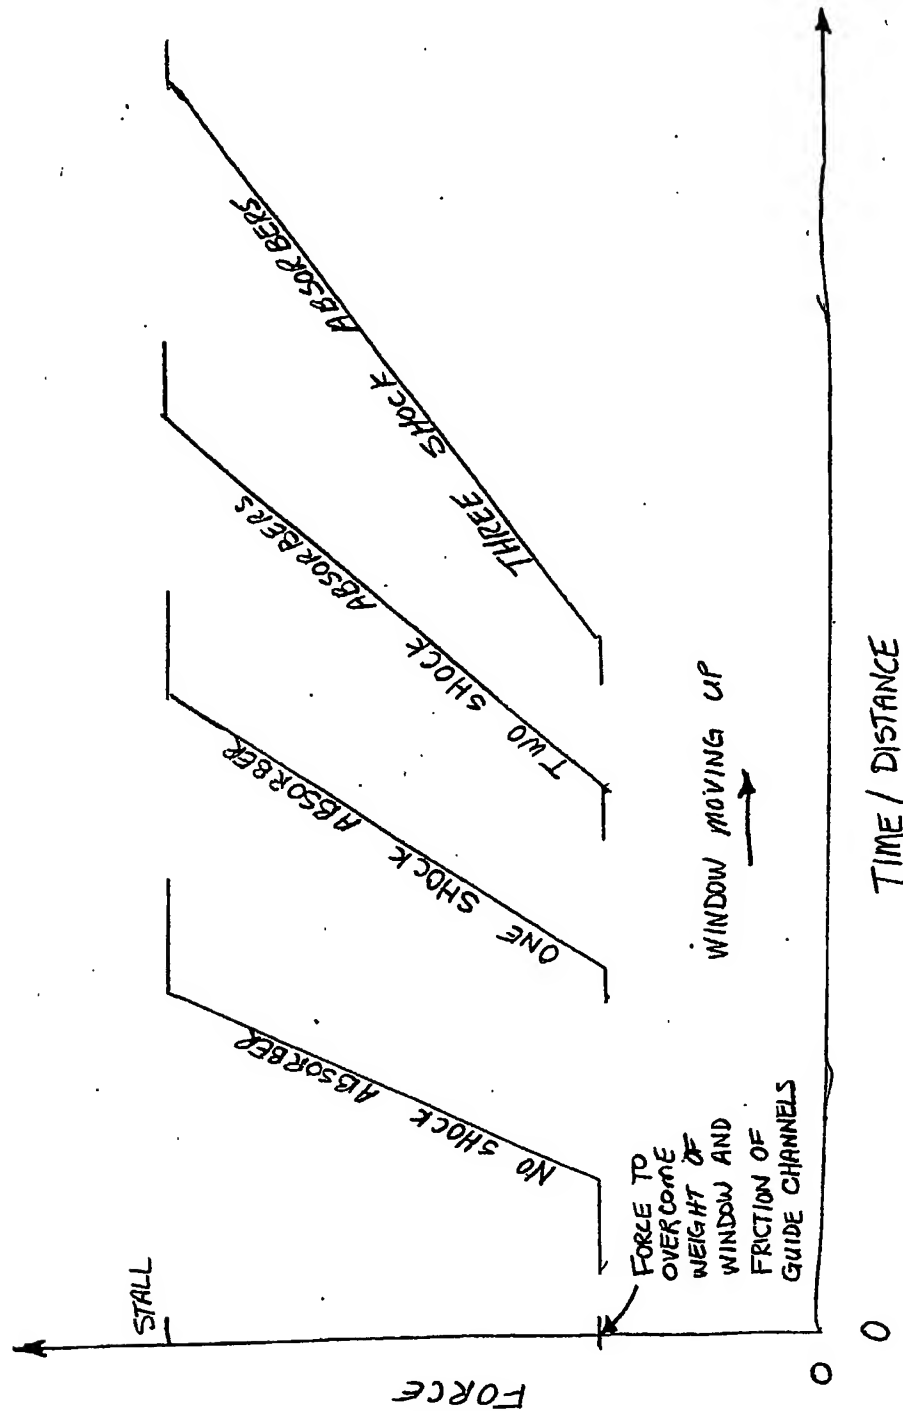 STALL
FORCE
NO SHOCK ABSORBER
ONE SHOCK ABSORBER
TWO SHOCK ABSORBERS
THREE SHOCK ABSORBERS
FORCE TO
OVERCOME
WEIGHT OF
WINDOW AND
FRICTION OF
GUIDE CHANNELS
WINDOW MOVING UP
0
0
TIME / DISTANCE